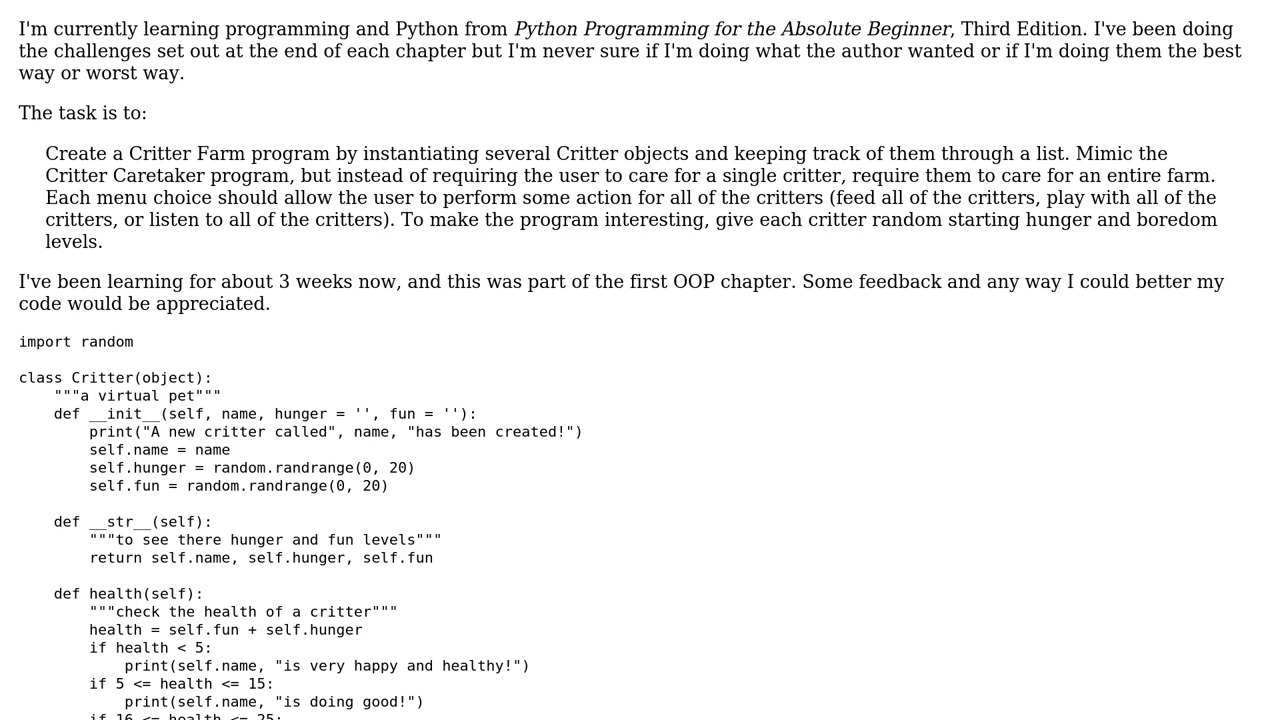 I'm currently learning programming and Python from Python Programming for the Absolute Beginner, Third Edition. I've been doing
the challenges set out at the end of each chapter but I'm never sure if I'm doing what the author wanted or if I'm doing them the best
way or worst way.
The task is to:
Create a Critter Farm program by instantiating several Critter objects and keeping track of them through a list. Mimic the
Critter Caretaker program, but instead of requiring the user to care for a single critter, require them to care for an entire farm.
Each menu choice should allow the user to perform some action for all of the critters (feed all of the critters, play with all of the
critters, or listen to all of the critters). To make the program interesting, give each critter random starting hunger and boredom
levels.
I've been learning for about 3 weeks now, and this was part of the first OOP chapter. Some feedback and any way I could better my
code would be appreciated.
import random
class Critter(object):
    """a virtual pet"""
    def __init__(self, name, hunger = '', fun = ''):
        print("A new critter called", name, "has been created!")
        self.name = name
        self.hunger = random.randrange(0, 20)
        self.fun = random.randrange(0, 20)
    def __str__(self):
        """to see there hunger and fun levels"""
        return self.name, self.hunger, self.fun
    def health(self):
        """check the health of a critter"""
        health = self.fun + self.hunger
        if health < 5:
            print(self.name, "is very happy and healthy!")
        if 5 <= health <= 15:
            print(self.name, "is doing good!")
        if 16 <= health <= 25: